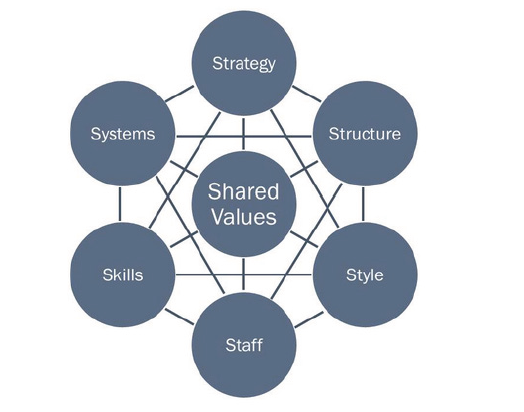 Strategy
Systems
Structure
Shared
Values
Skills
Style
Staff